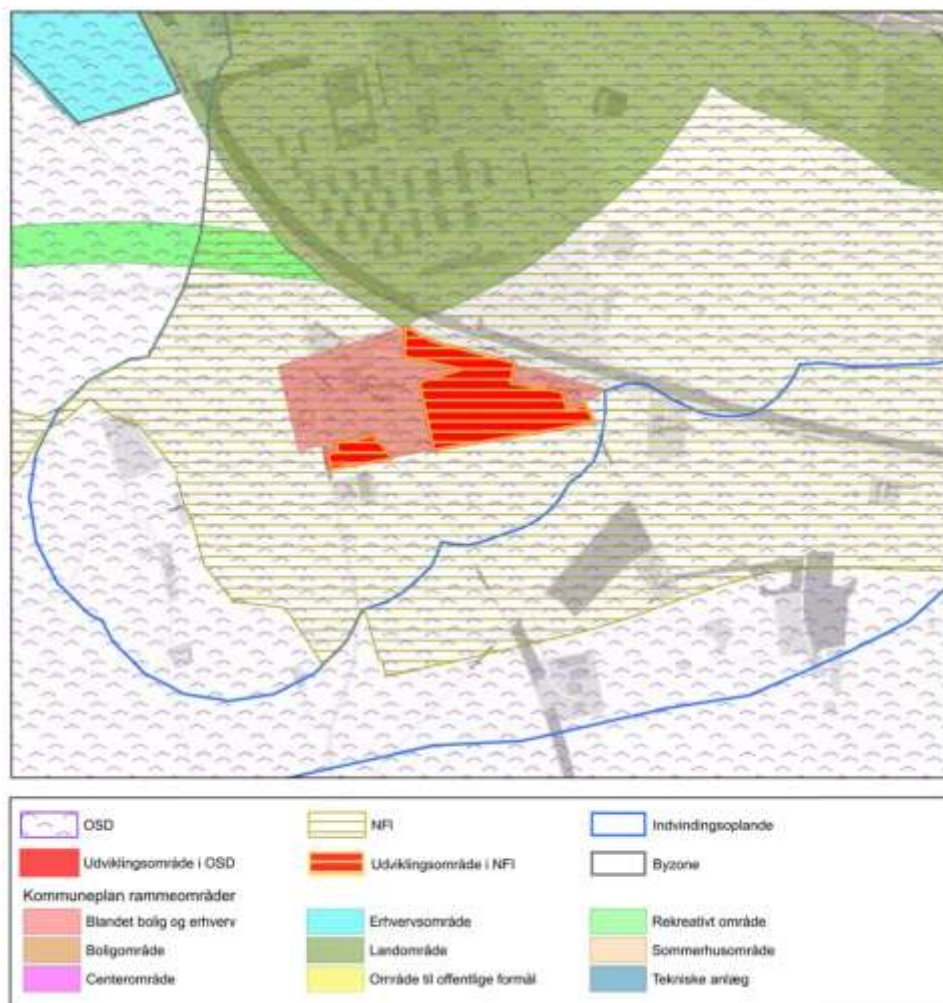 OSD
NFI
Indvindingsoplande
Udviklingsområde i OSD
Udviklingsområde i NFI
Byzone
Kommuneplan rammeområder
Blandet bolig og erhverv
Erhvervsområde
Rekreativt område
Boligområde
Landområde
Sommerhusområde
Centerområde
Område til offentlige formål
Tekniske anlæg